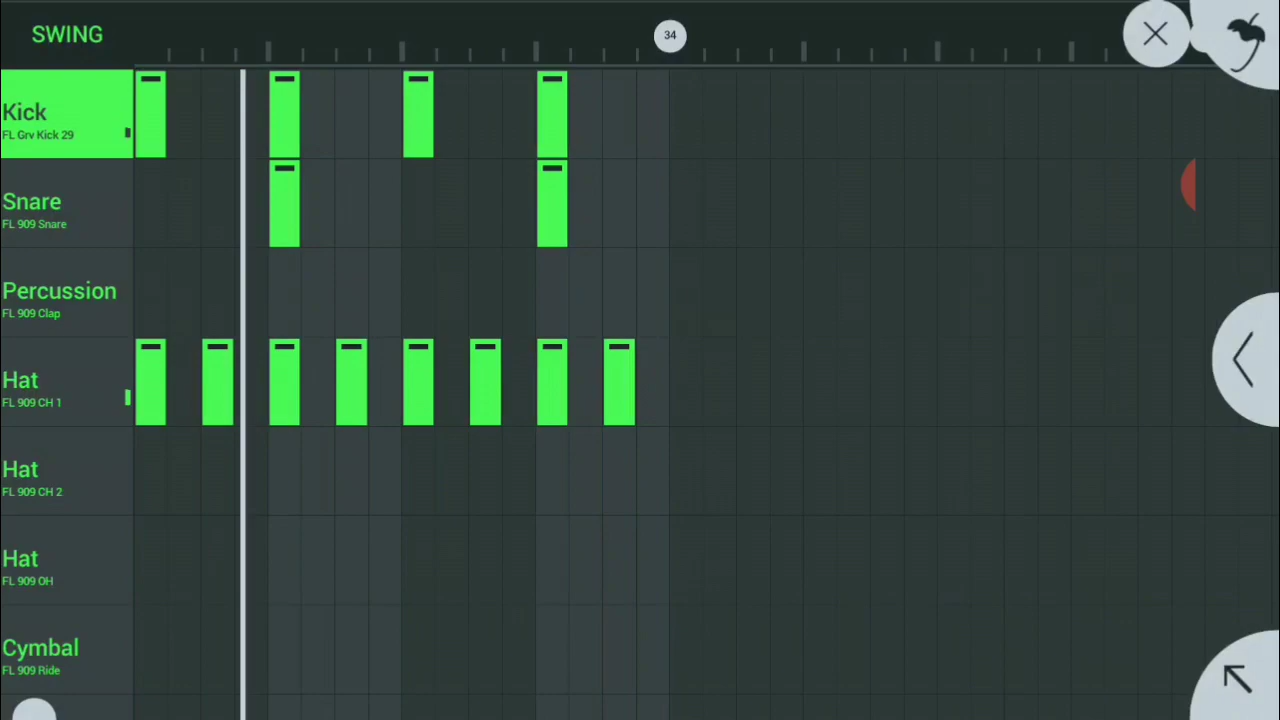 SWING
34
Kick
FL Grv Kick 29
Snare
FL 909 Snare
Percussion
FL 909 Clap
Hat
FL 909 CH 1
Hat
FL 909 CH 2
Hat
FL 909 OH
Cymbal
FL 909 Ride